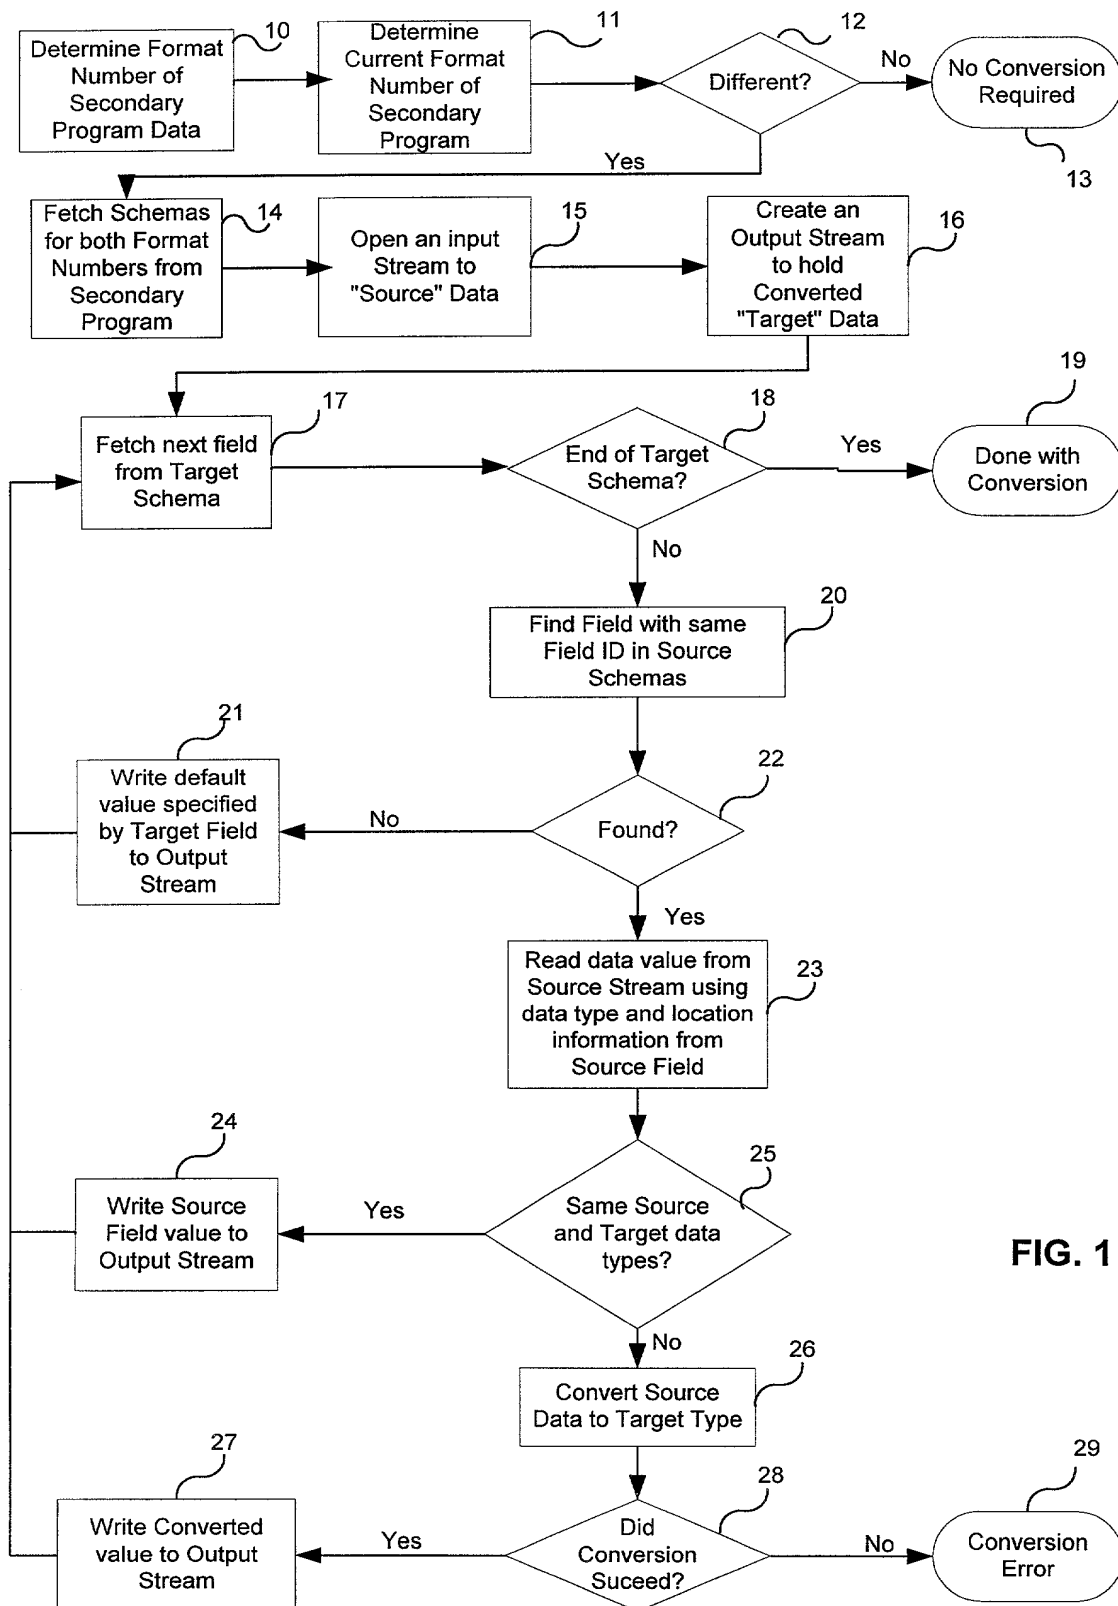 10
Determine Format
Number of
Secondary
Program Data
11
Determine
Current Format
Number of
Secondary
Program
12
Different?
No
No Conversion
Required
13
Yes
14
Fetch Schemas
for both Format
Numbers from
Secondary
Program
15
Open an input
Stream to
"Source" Data
16
Create an
Output Stream
to hold
Converted
"Target" Data
17
Fetch next field
from Target
Schema
18
End of Target
Schema?
Yes
19
Done with
Conversion
No
20
Find Field with same
Field ID in Source
Schemas
21
Write default
value specified
by Target Field
to Output
Stream
No
22
Found?
Yes
23
Read data value from
Source Stream using
data type and location
information from
Source Field
24
Write Source
Field value to
Output Stream
Yes
25
Same Source
and Target data
types?
FIG. 1
No
26
Convert Source
Data to Target Type
27
Write Converted
value to Output
Stream
Yes
28
Did
Conversion
Suceed?
No
29
Conversion
Error